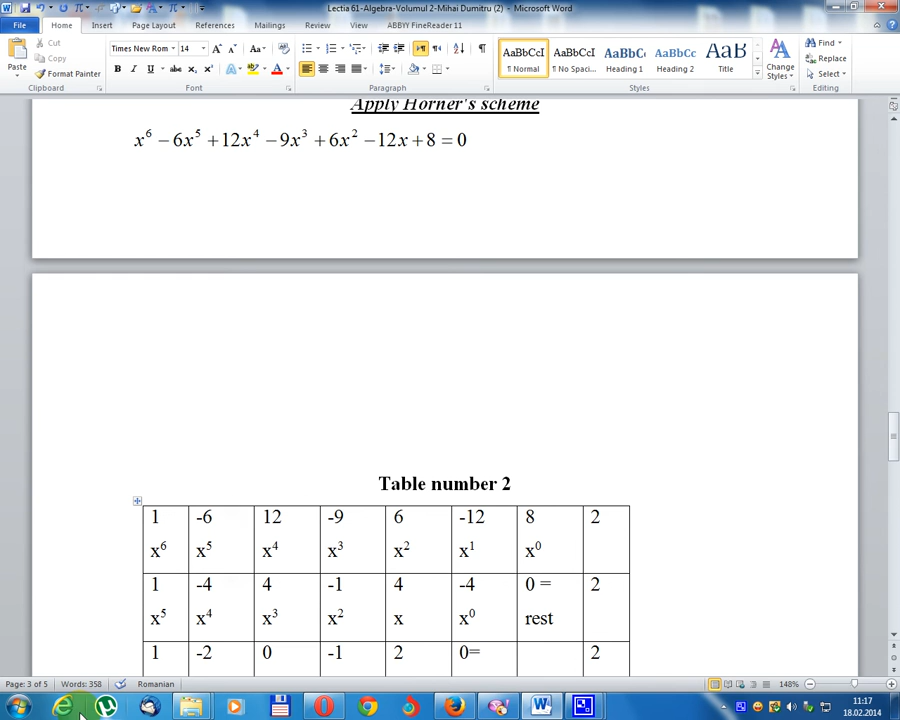 Lectia 61-Algebra-Volumul 2-Mihai Dumitru (2) - Microsoft Word
File Home Insert Page Layout References Mailings Review View ABBYY FineReader 11
Cut
Copy
Format Painter
Paste
Clipboard
Times New Rom 14
Font
Paragraph
AaBbCcI AaBbCcI AaBbC AaBbCc AaB
¶ Normal ¶ No Spaci... Heading 1 Heading 2 Title
Change Styles
Styles
Find
Replace
Select
Editing
Apply Horner's scheme
x⁶ − 6x⁵ + 12x⁴ − 9x³ + 6x² − 12x + 8 = 0
Table number 2
1 -6 12 -9 6 -12 8 2
x⁶ x⁵ x⁴ x³ x² x¹ x⁰
1 -4 4 -1 4 -4 0 = 2
x⁵ x⁴ x³ x² x x⁰ rest
1 -2 0 -1 2 0= 2
Page: 3 of 5 Words: 358 Romanian 148%
11:17
18.02.2014